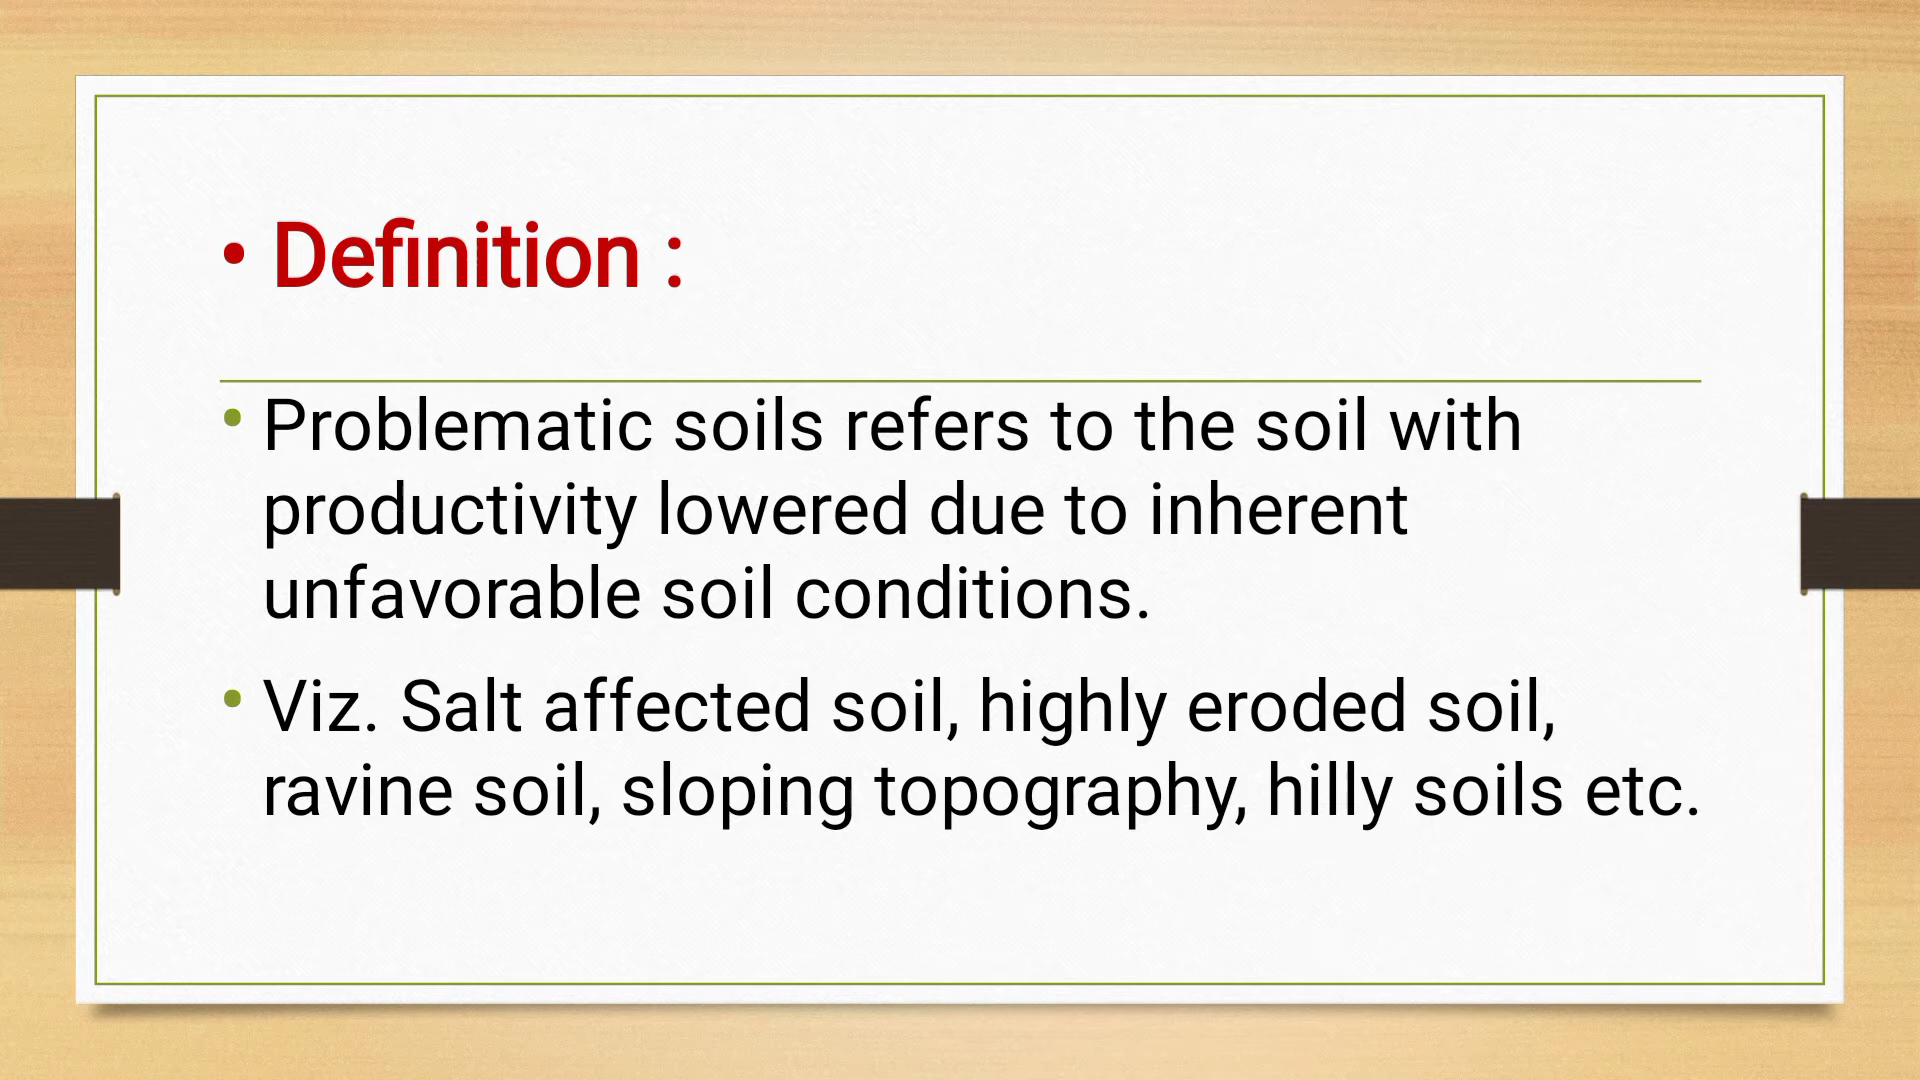 • Definition :
• Problematic soils refers to the soil with
productivity lowered due to inherent
unfavorable soil conditions.
• Viz. Salt affected soil, highly eroded soil,
ravine soil, sloping topography, hilly soils etc.